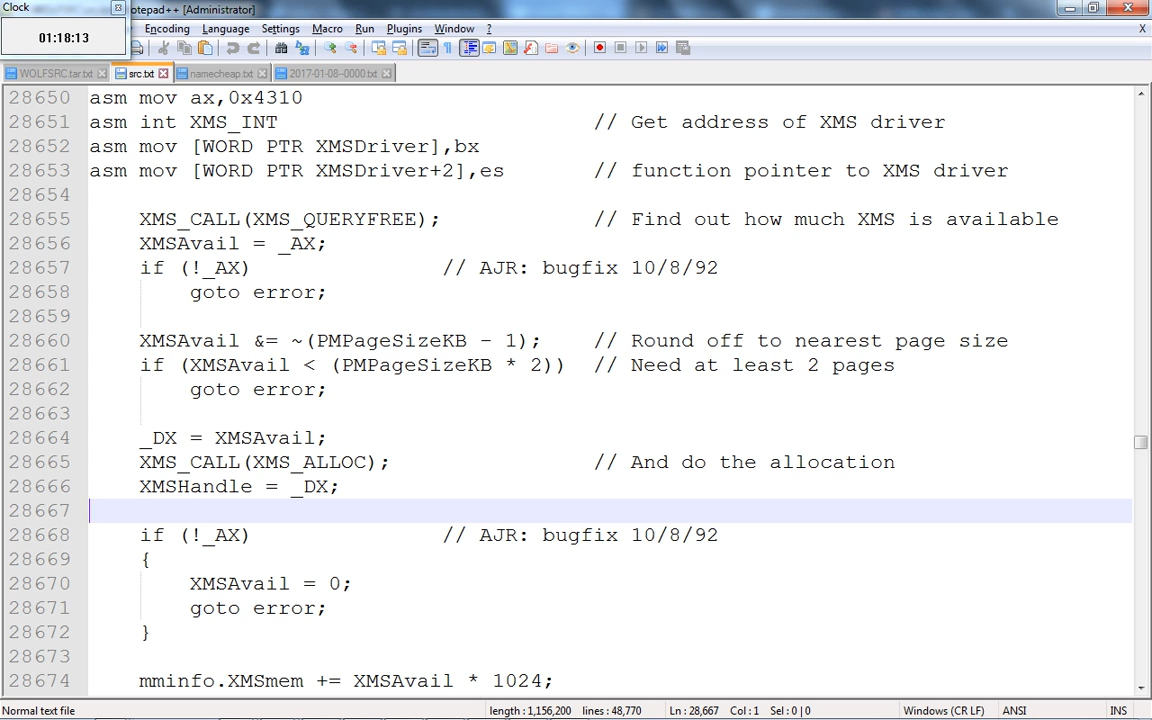 Clock
otepad++ [Administrator]
01:18:13
Encoding Language Settings Macro Run Plugins Window ? X
WOLFSRC.tar.txt src.txt namecheap.txt 2017-01-08--0000.txt
28650 asm mov ax,0x4310
28651 asm int XMS_INT // Get address of XMS driver
28652 asm mov [WORD PTR XMSDriver],bx
28653 asm mov [WORD PTR XMSDriver+2],es // function pointer to XMS driver
28654
28655 XMS_CALL(XMS_QUERYFREE); // Find out how much XMS is available
28656 XMSAvail = _AX;
28657 if (!_AX) // AJR: bugfix 10/8/92
28658 goto error;
28659
28660 XMSAvail &= ~(PMPageSizeKB - 1); // Round off to nearest page size
28661 if (XMSAvail < (PMPageSizeKB * 2)) // Need at least 2 pages
28662 goto error;
28663
28664 _DX = XMSAvail;
28665 XMS_CALL(XMS_ALLOC); // And do the allocation
28666 XMSHandle = _DX;
28667
28668 if (!_AX) // AJR: bugfix 10/8/92
28669 {
28670 XMSAvail = 0;
28671 goto error;
28672 }
28673
28674 mminfo.XMSmem += XMSAvail * 1024;
Normal text file length : 1,156,200 lines : 48,770 Ln : 28,667 Col : 1 Sel : 0 | 0 Windows (CR LF) ANSI INS